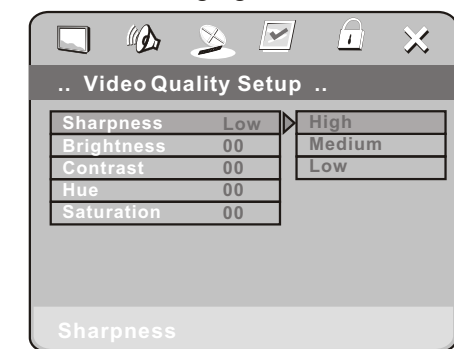 .. Video Quality Setup ..
Sharpness Low High
Brightness 00 Medium
Contrast 00 Low
Hue 00
Saturation 00
Sharpness